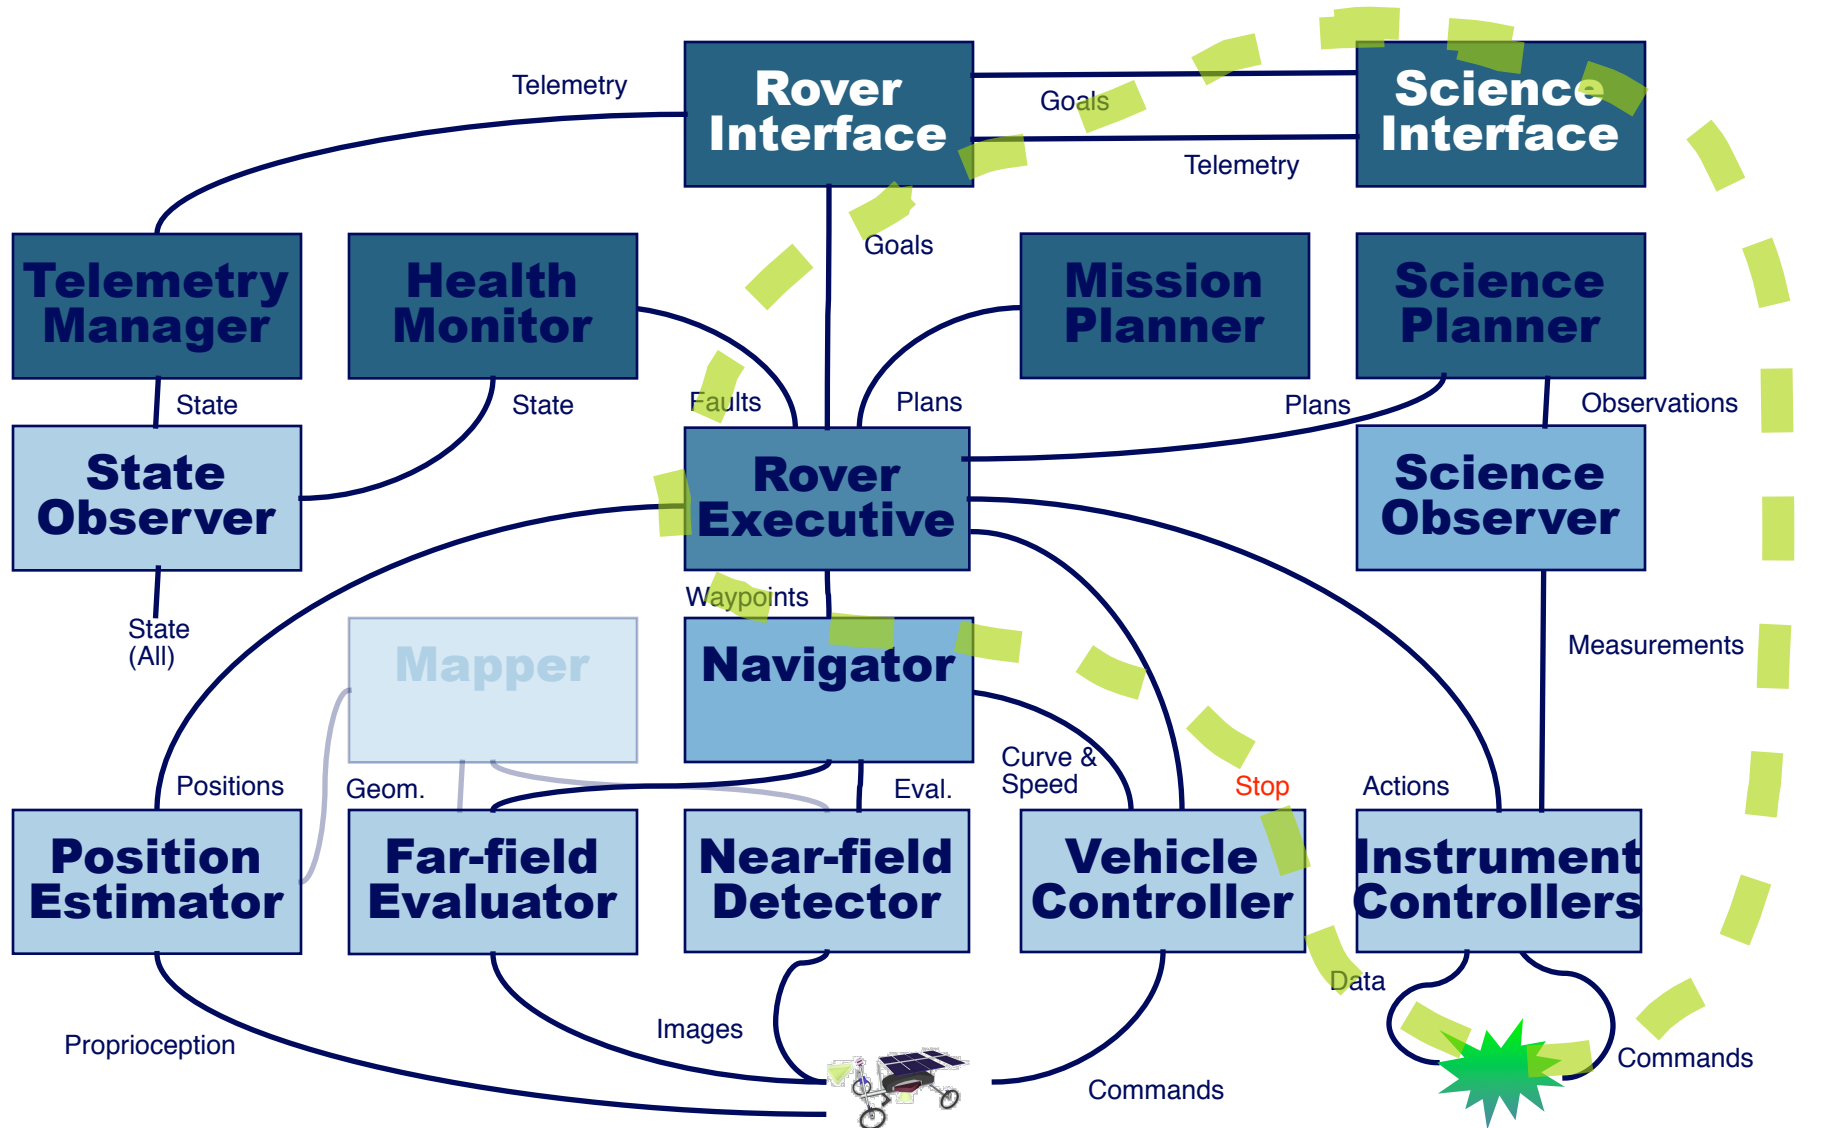 Telemetry
Rover
Interface
Goals
Telemetry
Science
Interface
Goals
Telemetry
Manager
Health
Monitor
Mission
Planner
Science
Planner
State
State
Faults
Plans
Plans
Observations
State
Observer
Rover
Executive
Science
Observer
Waypoints
State
(All)
Mapper
Navigator
Measurements
Positions
Geom.
Eval.
Curve &
Speed
Stop
Actions
Position
Estimator
Far-field
Evaluator
Near-field
Detector
Vehicle
Controller
Instrument
Controllers
Data
Proprioception
Images
Commands
Commands